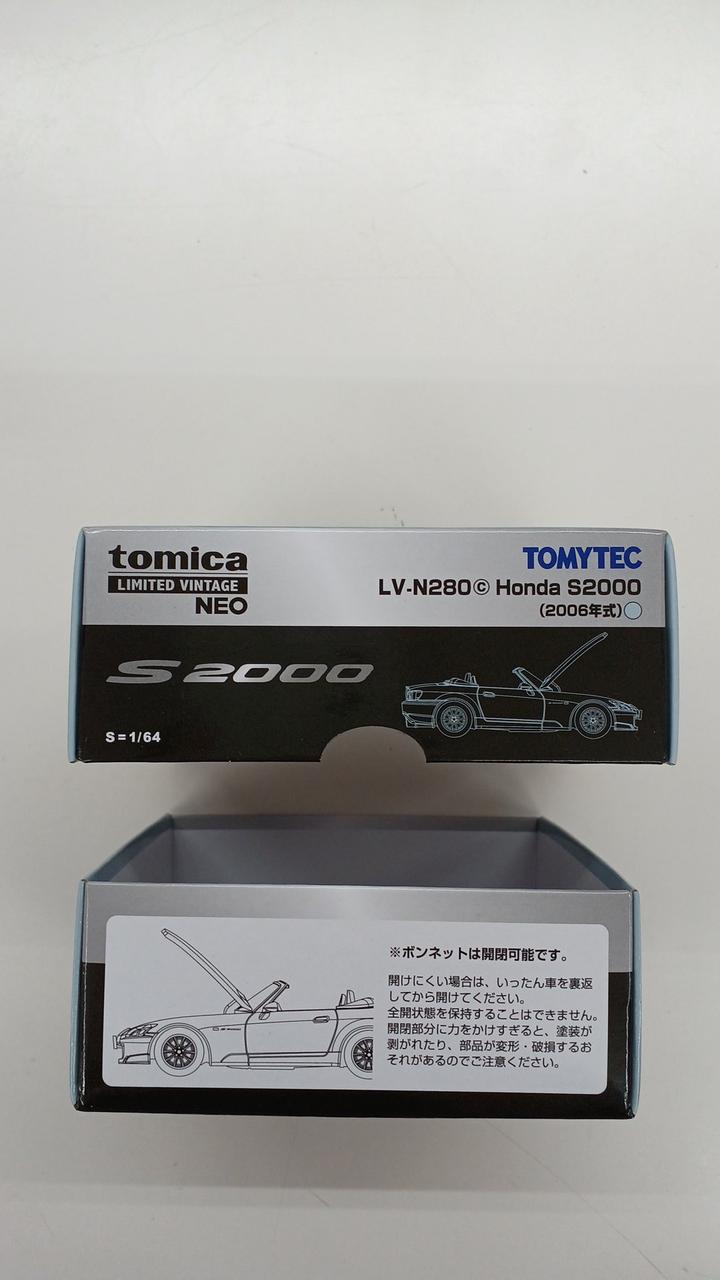 tomica
LIMITED VINTAGE
NEO
TOMYTEC
LV-N280© Honda S2000
(2006年式)
S2000
S=1/64
※ボンネットは開閉可能です。
開けにくい場合は、いったん車を裏返
してから開けてください。
全開状態を保持することはできません。
開閉部分に力をかけすぎると、塗装が
剥がれたり、部品が変形・破損するお
それがあるのでご注意ください。